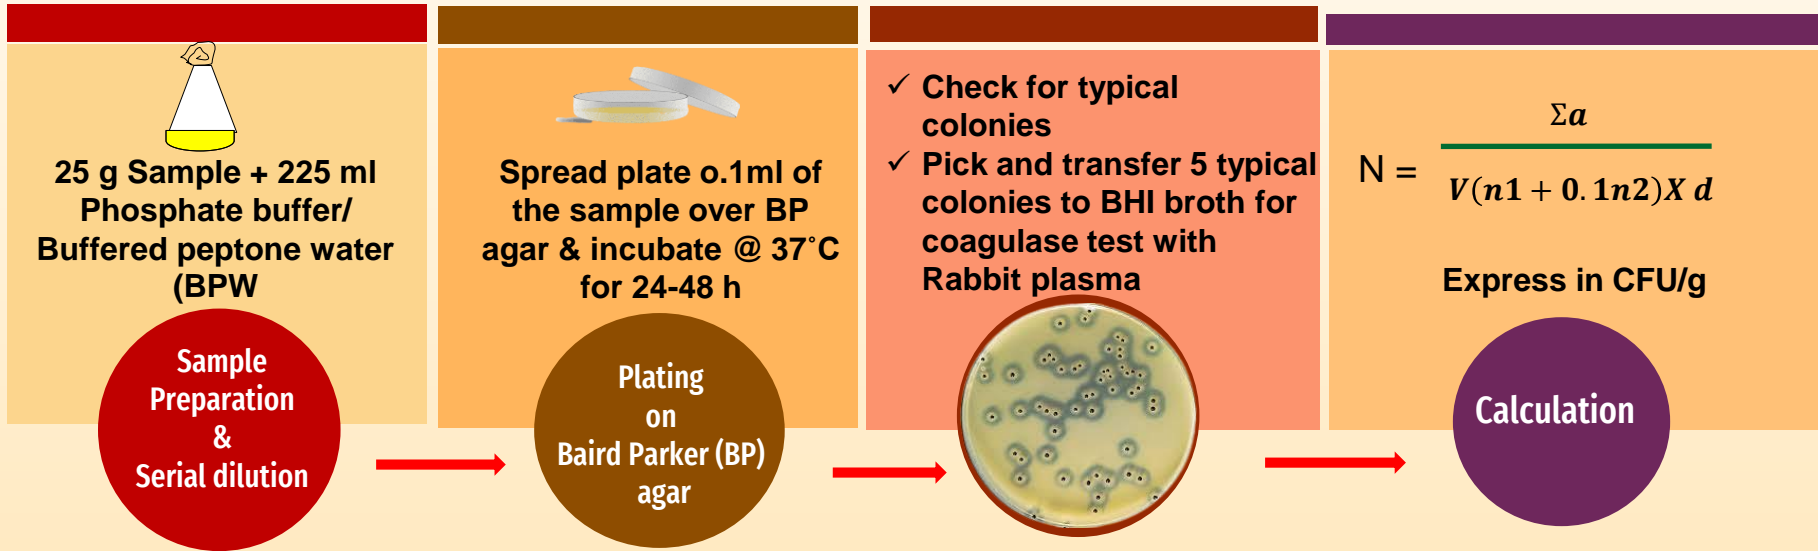 25 g Sample + 225 ml
Phosphate buffer/
Buffered peptone water
(BPW
Sample
Preparation
&
Serial dilution
Spread plate o.1ml of
the sample over BP
agar & incubate @ 37˚C
for 24-48 h
Plating
on
Baird Parker (BP)
agar
✓ Check for typical
colonies
✓ Pick and transfer 5 typical
colonies to BHI broth for
coagulase test with
Rabbit plasma
Σa
N =
V(n1 + 0.1n2)X d
Express in CFU/g
Calculation